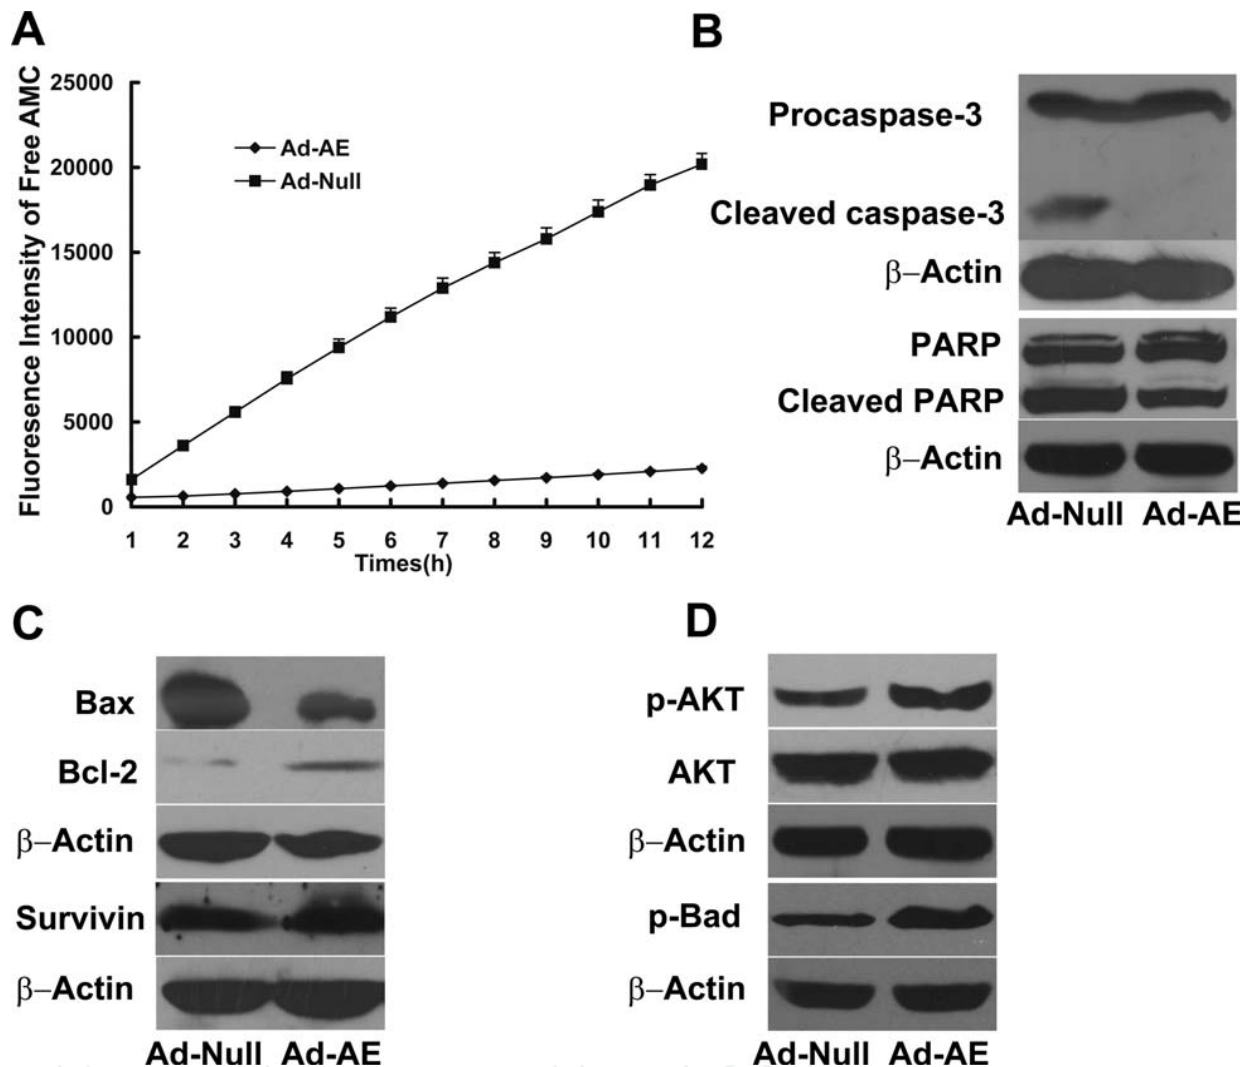 A
Fluoresence Intensity of Free AMC
25000
20000
15000
10000
5000
0
Ad-AE
Ad-Null
1 2 3 4 5 6 7 8 9 10 11 12
Times(h)
B
Procaspase-3
Cleaved caspase-3
β–Actin
PARP
Cleaved PARP
β–Actin
Ad-Null Ad-AE
C
Bax
Bcl-2
β–Actin
Survivin
β–Actin
Ad-Null Ad-AE
D
p-AKT
AKT
β–Actin
p-Bad
β–Actin
Ad-Null Ad-AE